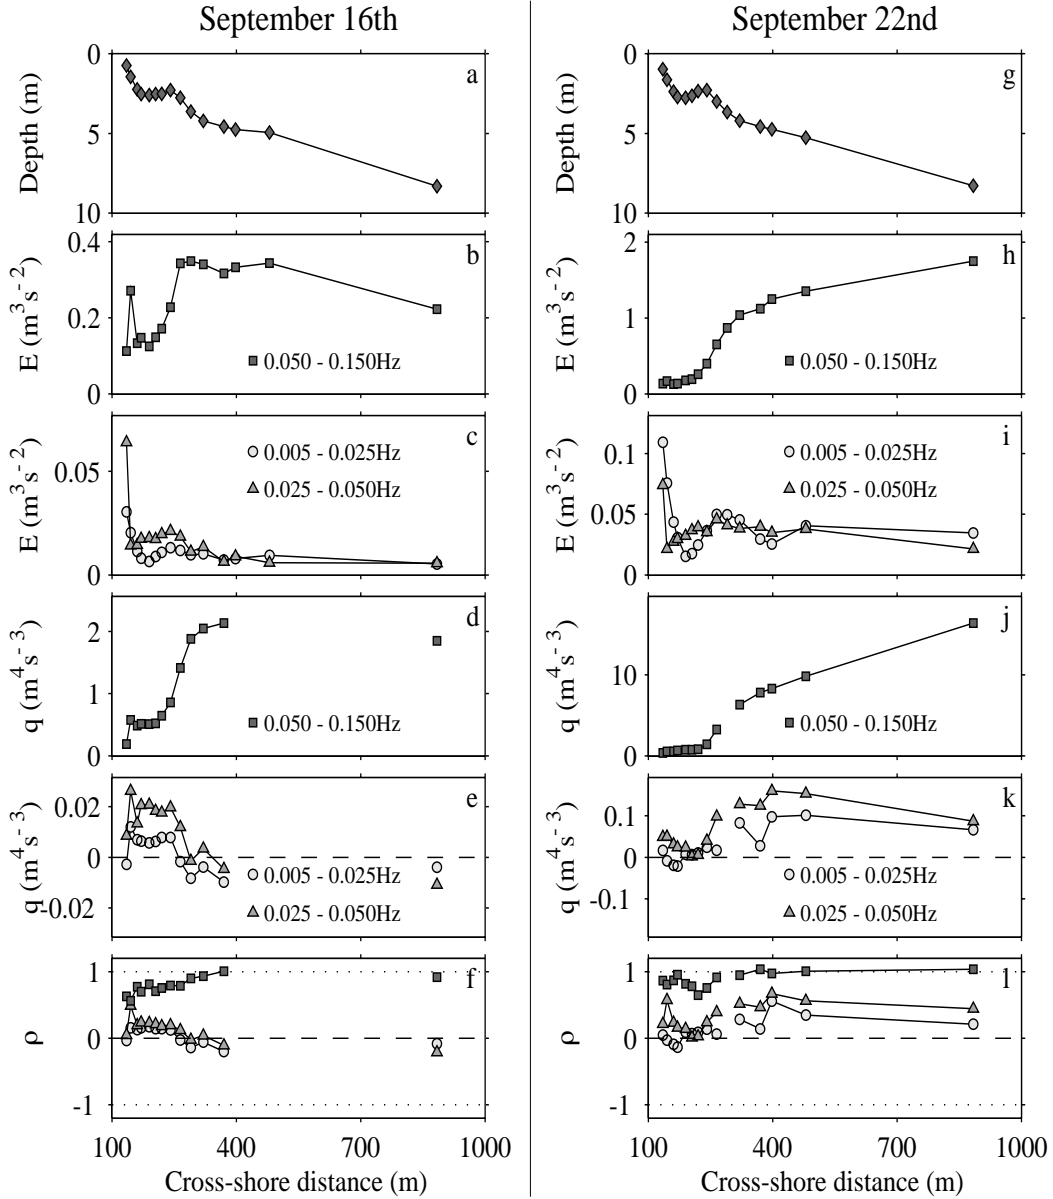 September 16th
September 22nd
0
5
10
Depth (m)
a
0
5
10
Depth (m)
g
0.4
0.2
0
E (m³s⁻²)
b
0.050 - 0.150Hz
2
1
0
E (m³s⁻²)
h
0.050 - 0.150Hz
0.05
0
E (m³s⁻²)
c
0.005 - 0.025Hz
0.025 - 0.050Hz
0.1
0.05
0
E (m³s⁻²)
i
0.005 - 0.025Hz
0.025 - 0.050Hz
2
1
0
q (m⁴s⁻³)
d
0.050 - 0.150Hz
10
0
q (m⁴s⁻³)
j
0.050 - 0.150Hz
0.02
0
-0.02
q (m⁴s⁻³)
e
0.005 - 0.025Hz
0.025 - 0.050Hz
0.1
0
-0.1
q (m⁴s⁻³)
k
0.005 - 0.025Hz
0.025 - 0.050Hz
1
0
-1
ρ
f
1
0
-1
ρ
l
100 400 700 1000
Cross-shore distance (m)
100 400 700 1000
Cross-shore distance (m)